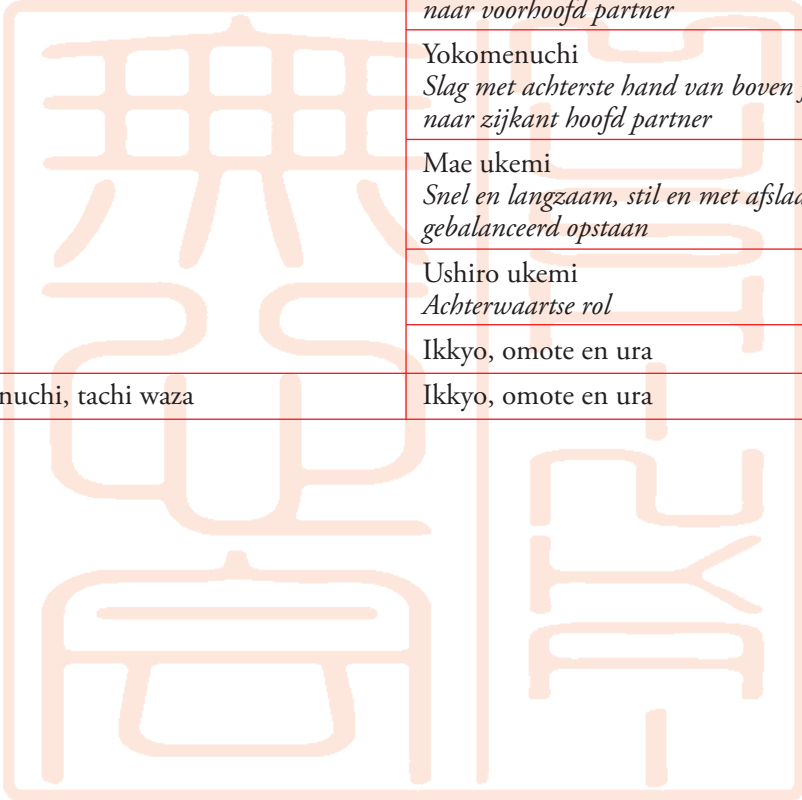 naar voorhoofd partner
Yokomenuchi
Slag met achterste hand van boven
naar zijkant hoofd partner
Mae ukemi
Snel en langzaam, stil en met
gebalanceerd opstaan
Ushiro ukemi
Achterwaartse rol
Ikkyo, omote en ura
nuchi, tachi waza Ikkyo, omote en ura